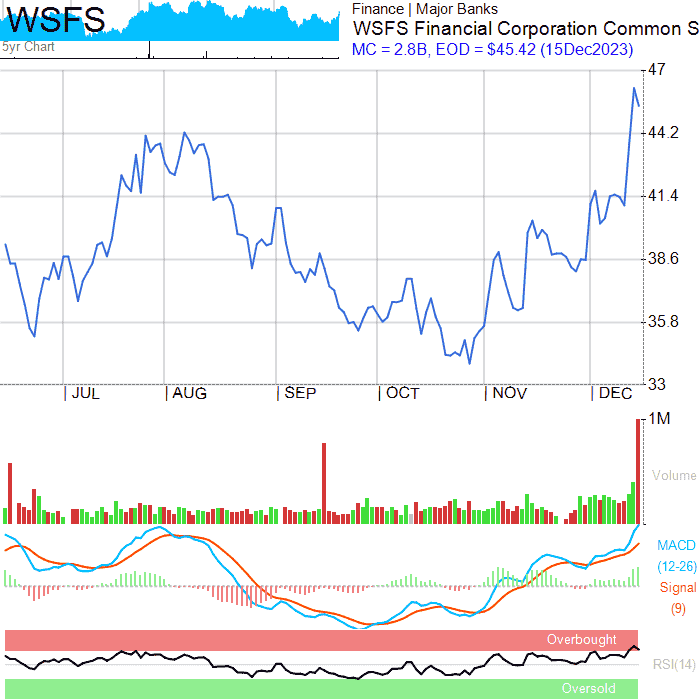 WSFS
5yr Chart
Finance | Major Banks
WSFS Financial Corporation Common S
MC = 2.8B, EOD = $45.42 (15Dec2023)
47
44.2
41.4
38.6
35.8
33
JUL AUG SEP OCT NOV DEC
1M
Volume
MACD
(12-26)
Signal
(9)
Overbought
RSI(14)
Oversold